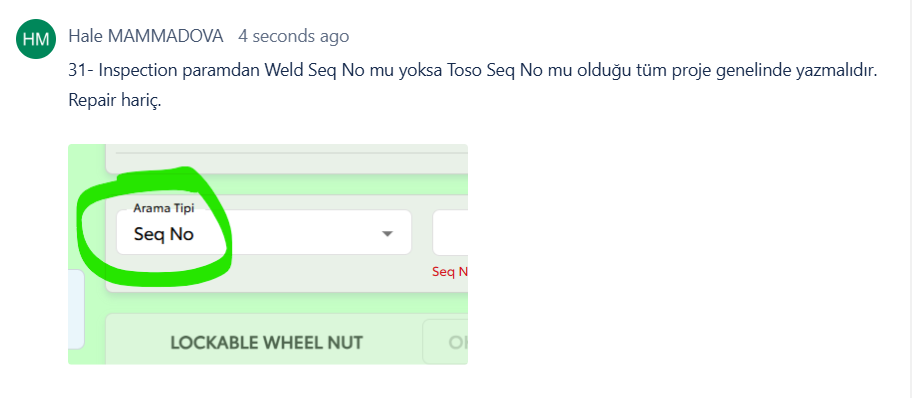 HM Hale MAMMADOVA 4 seconds ago
31- Inspection paramdan Weld Seq No mu yoksa Toso Seq No mu olduğu tüm proje genelinde yazmalıdır.
Repair hariç.
Arama Tipi
Seq No
Seq N
LOCKABLE WHEEL NUT